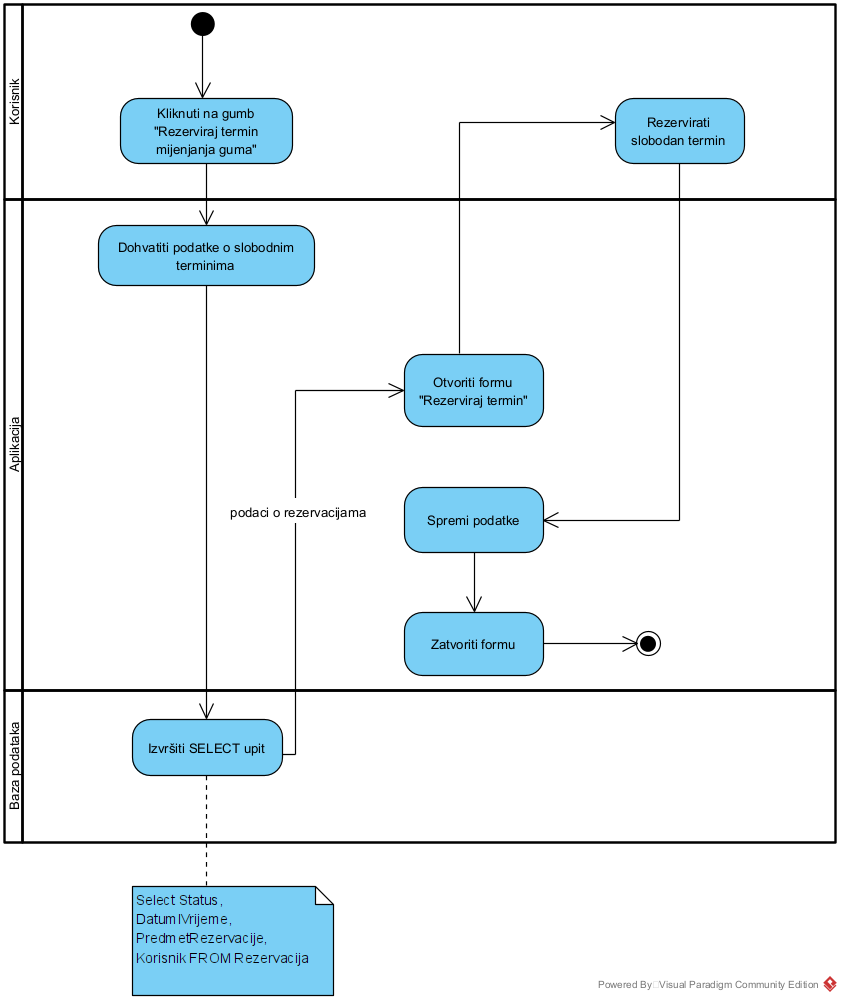 Korisnik
Kliknuti na gumb
"Rezerviraj termin
mijenjanja guma"
Rezervirati
slobodan termin
Aplikacija
Dohvatiti podatke o slobodnim
terminima
Otvoriti formu
"Rezerviraj termin"
podaci o rezervacijama
Spremi podatke
Zatvoriti formu
Baza podataka
Izvršiti SELECT upit
Select Status,
DatumIVrijeme,
PredmetRezervacije,
Korisnik FROM Rezervacija
Powered By Visual Paradigm Community Edition